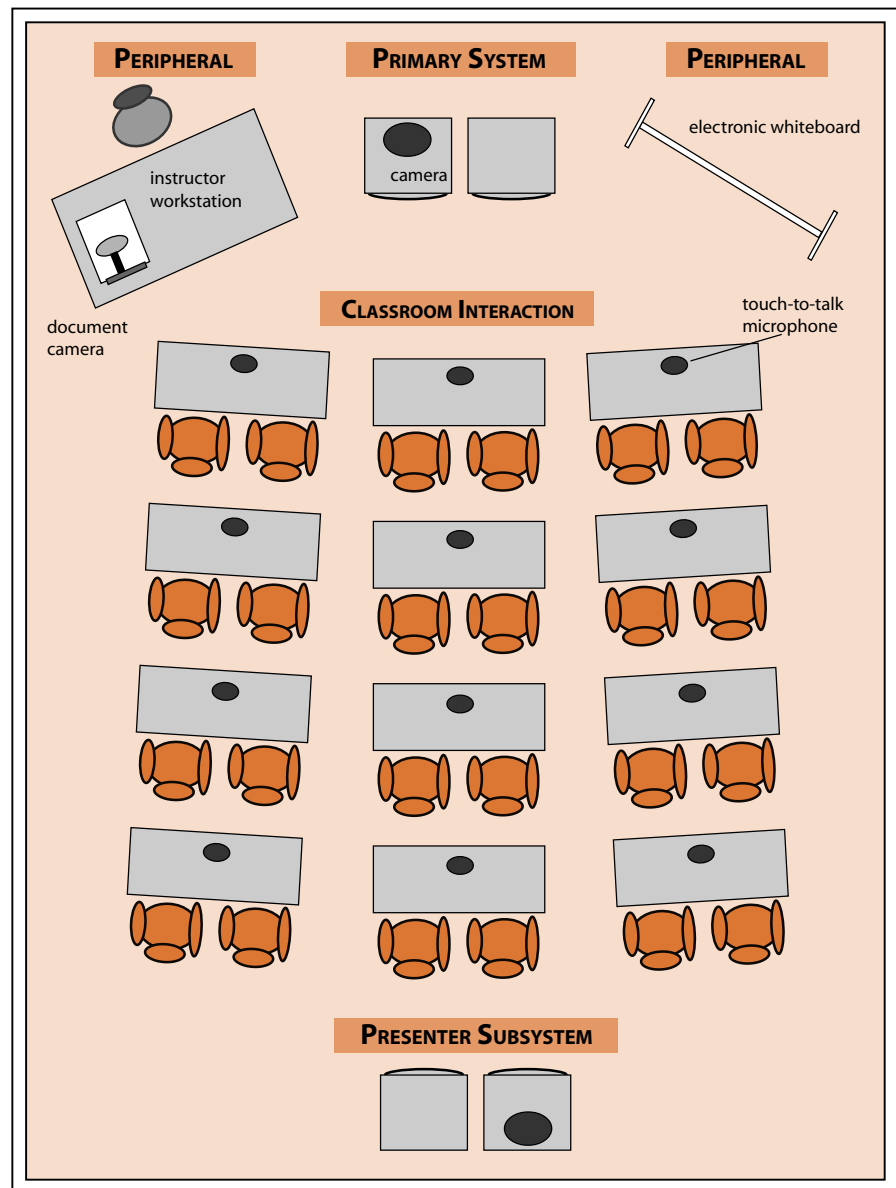 PERIPHERAL
PRIMARY SYSTEM
PERIPHERAL
electronic whiteboard
instructor
workstation
camera
document
camera
CLASSROOM INTERACTION
touch-to-talk
microphone
PRESENTER SUBSYSTEM